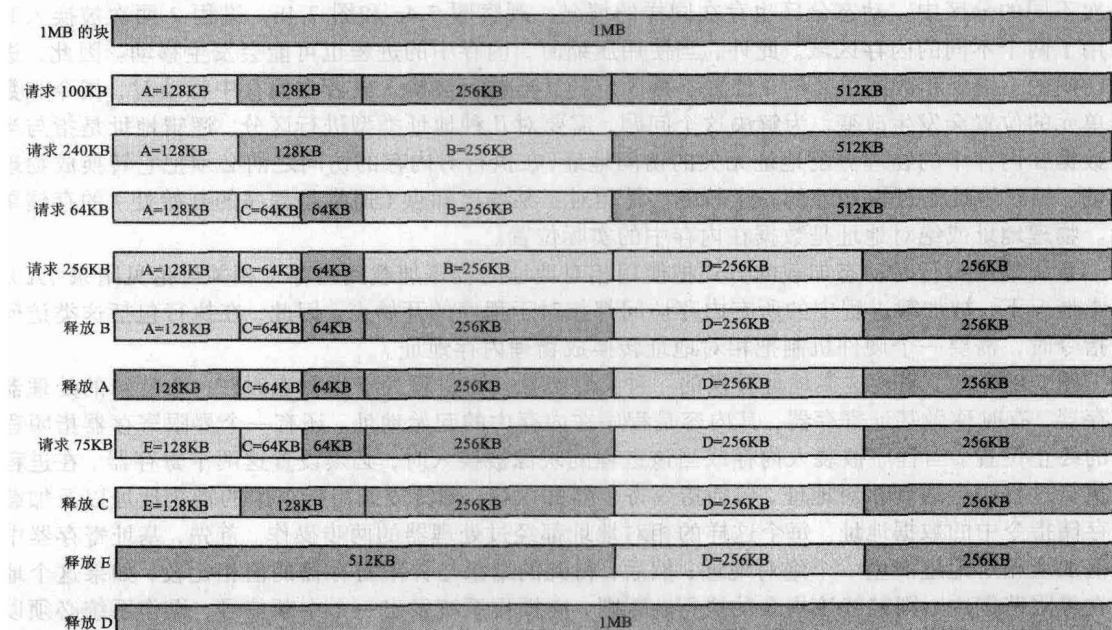 1MB 的块 1MB
请求 100KB A=128KB 128KB 256KB 512KB
请求 240KB A=128KB 128KB B=256KB 512KB
请求 64KB A=128KB C=64KB 64KB B=256KB 512KB
请求 256KB A=128KB C=64KB 64KB B=256KB D=256KB 256KB
释放 B A=128KB C=64KB 64KB 256KB D=256KB 256KB
释放 A 128KB C=64KB 64KB 256KB D=256KB 256KB
请求 75KB E=128KB C=64KB 64KB 256KB D=256KB 256KB
释放 C E=128KB 128KB 256KB D=256KB 256KB
释放 E 512KB D=256KB 256KB
释放 D 1MB